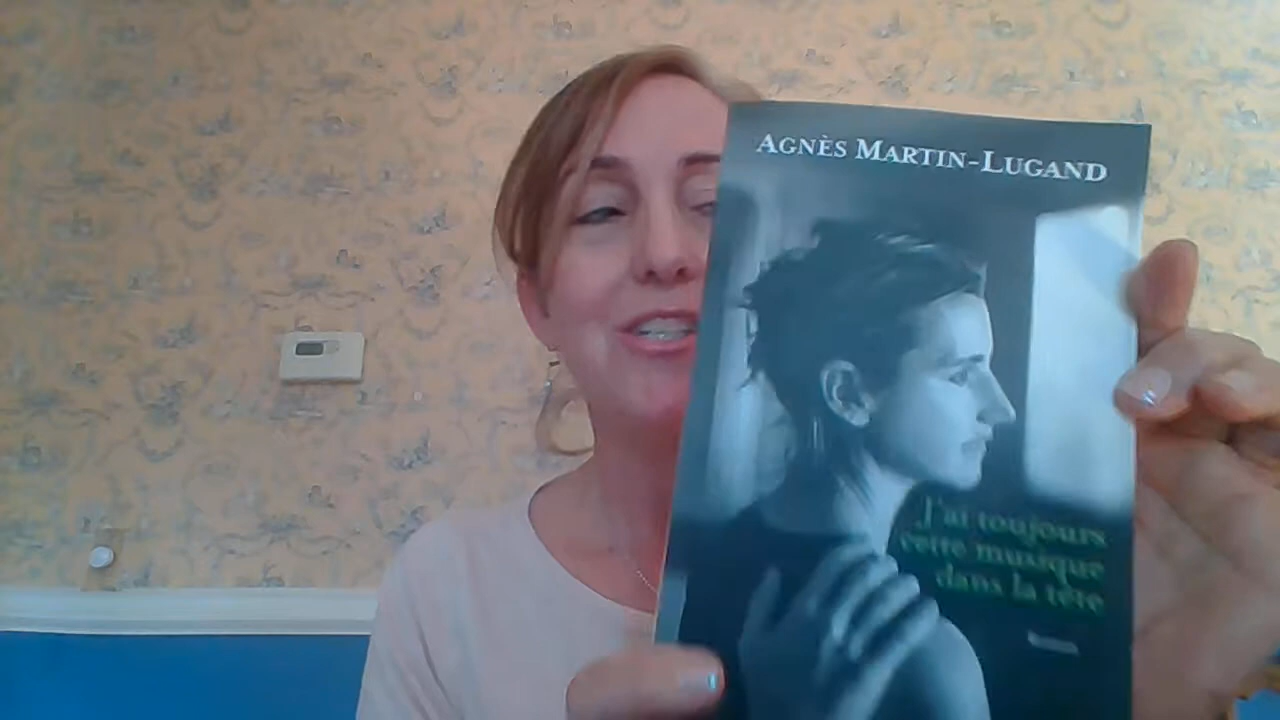 AGNÈS MARTIN-LUGAND
J'ai toujours
cette musique
dans la tête